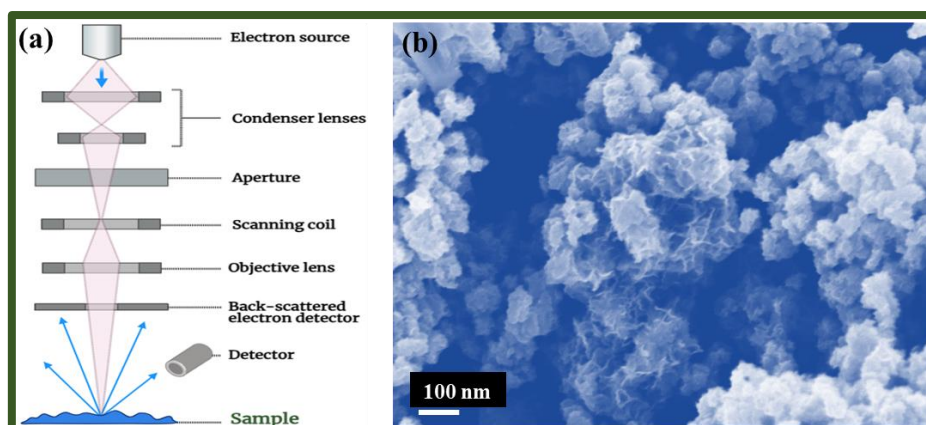 (a)
Electron source
Condenser lenses
Aperture
Scanning coil
Objective lens
Back-scattered
electron detector
Detector
Sample
(b)
100 nm